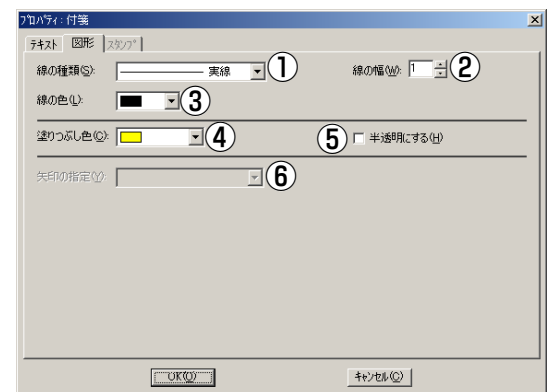 ﾌﾟﾛﾊﾟﾃｨ：付箋
テキスト 図形 ｽﾀﾝﾌﾟ
線の種類(S): 実線 ① 線の幅(W): 1 ②
線の色(L): ③
塗りつぶし色(C): ④ ⑤ 半透明にする(H)
矢印の指定(Y): ⑥
OK(O) ｷｬﾝｾﾙ(C)